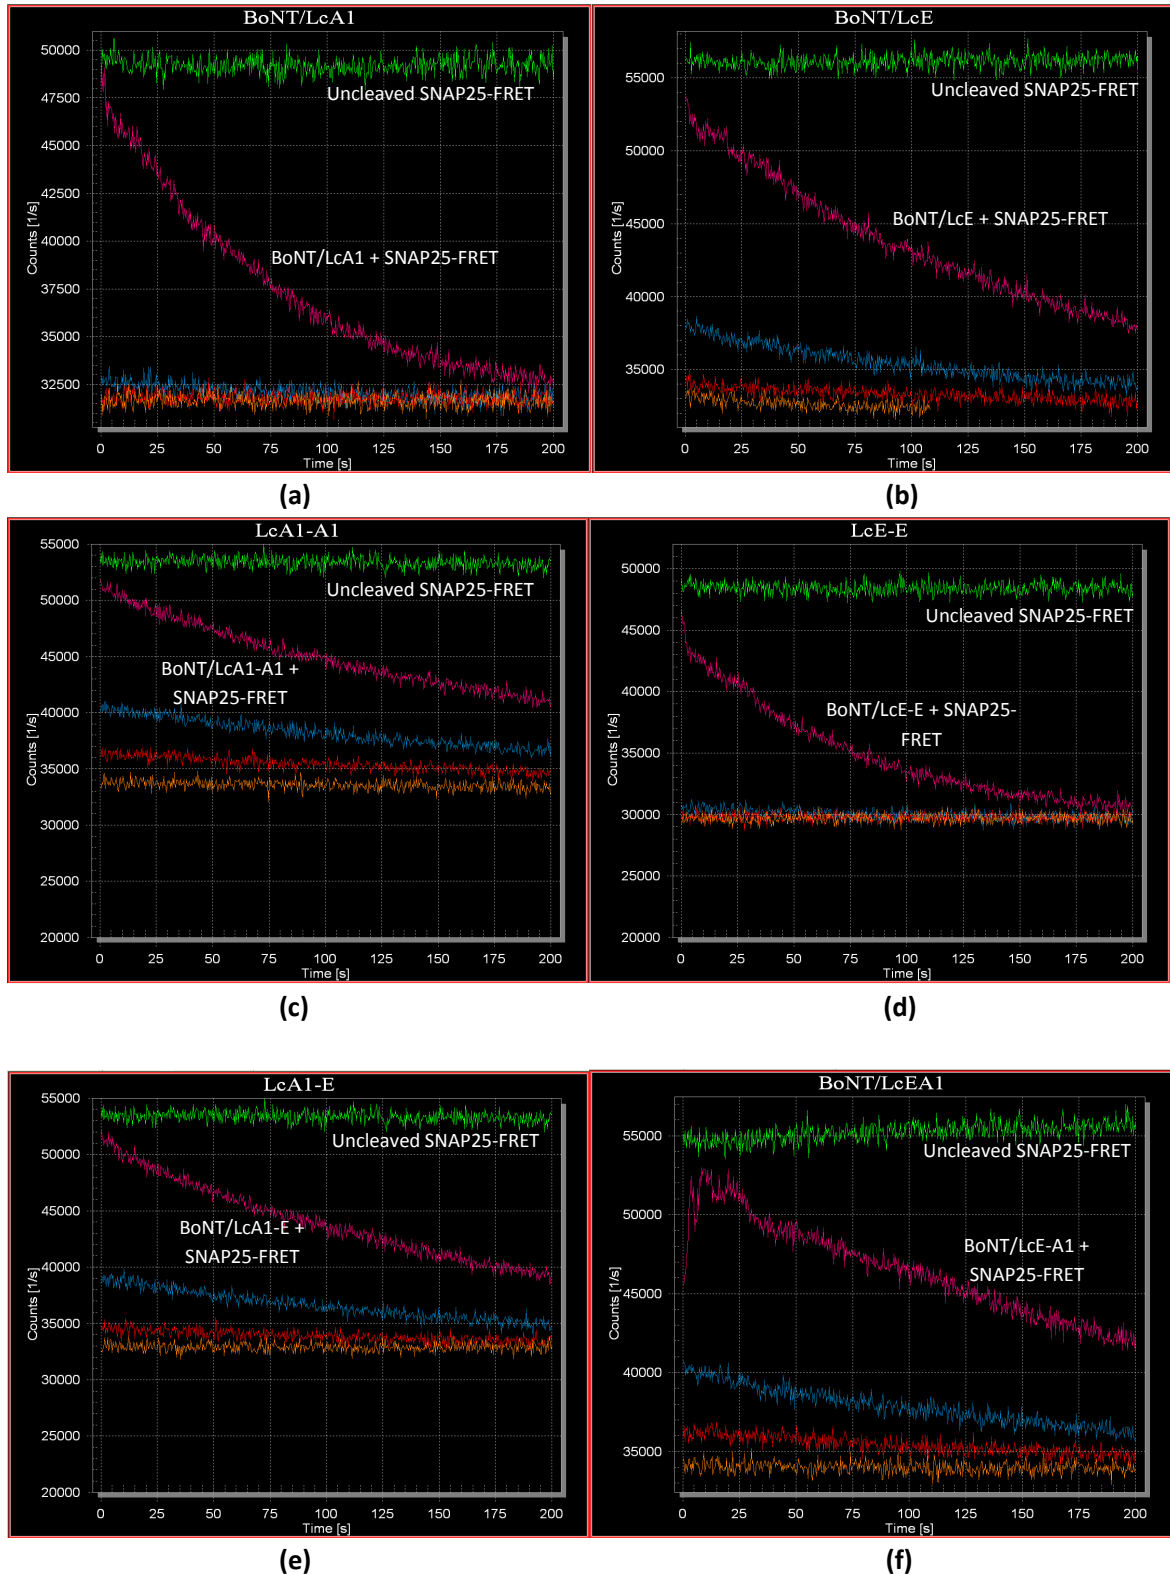 BoNT/LcA1
50000
47500
45000
42500
40000
37500
35000
32500
Counts [1/s]
Uncleaved SNAP25-FRET
BoNT/LcA1 + SNAP25-FRET
0 25 50 75 100 125 150 175 200
Time [s]
(a)
BoNT/LcE
55000
50000
45000
40000
35000
Counts [1/s]
Uncleaved SNAP25-FRET
BoNT/LcE + SNAP25-FRET
0 25 50 75 100 125 150 175 200
Time [s]
(b)
LcA1-A1
55000
50000
45000
40000
35000
30000
25000
20000
Counts [1/s]
Uncleaved SNAP25-FRET
BoNT/LcA1-A1 +
SNAP25-FRET
0 25 50 75 100 125 150 175 200
Time [s]
(c)
LcE-E
50000
45000
40000
35000
30000
25000
20000
Counts [1/s]
Uncleaved SNAP25-FRET
BoNT/LcE-E + SNAP25-
FRET
0 25 50 75 100 125 150 175 200
Time [s]
(d)
LcA1-E
55000
50000
45000
40000
35000
30000
25000
20000
Counts [1/s]
Uncleaved SNAP25-FRET
BoNT/LcA1-E +
SNAP25-FRET
0 25 50 75 100 125 150 175 200
Time [s]
(e)
BoNT/LcEA1
55000
50000
45000
40000
35000
Counts [1/s]
Uncleaved SNAP25-FRET
BoNT/LcE-A1 +
SNAP25-FRET
0 25 50 75 100 125 150 175 200
Time [s]
(f)